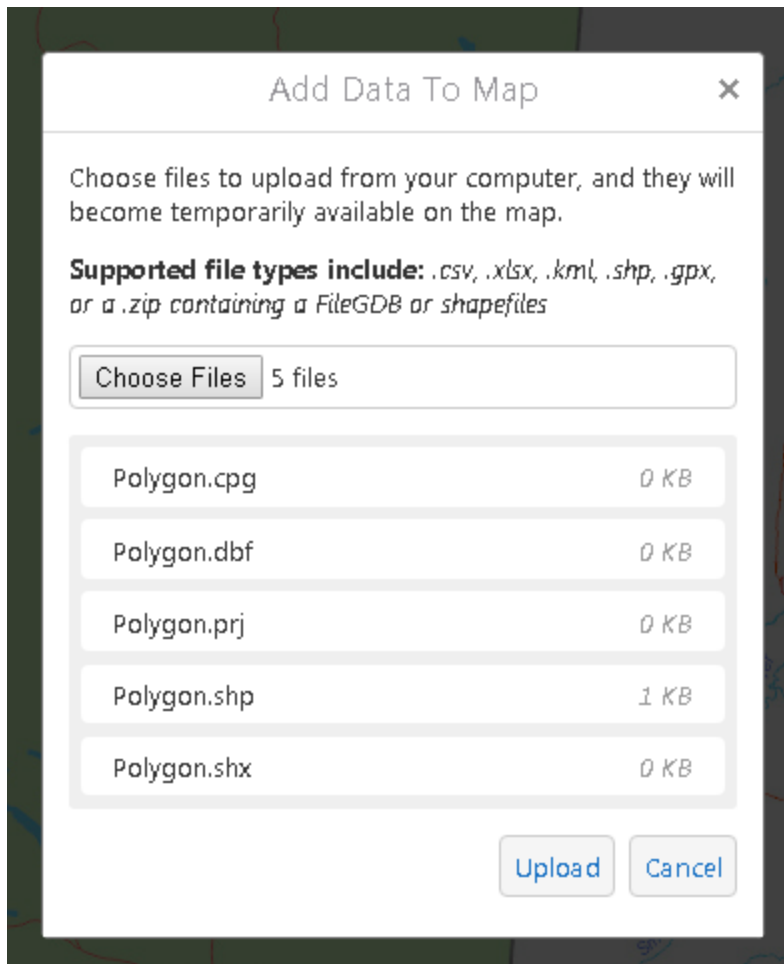 Add Data To Map ×
Choose files to upload from your computer, and they will
become temporarily available on the map.
Supported file types include: .csv, .xlsx, .kml, .shp, .gpx,
or a .zip containing a FileGDB or shapefiles
Choose Files 5 files
Polygon.cpg 0 KB
Polygon.dbf 0 KB
Polygon.prj 0 KB
Polygon.shp 1 KB
Polygon.shx 0 KB
Upload Cancel